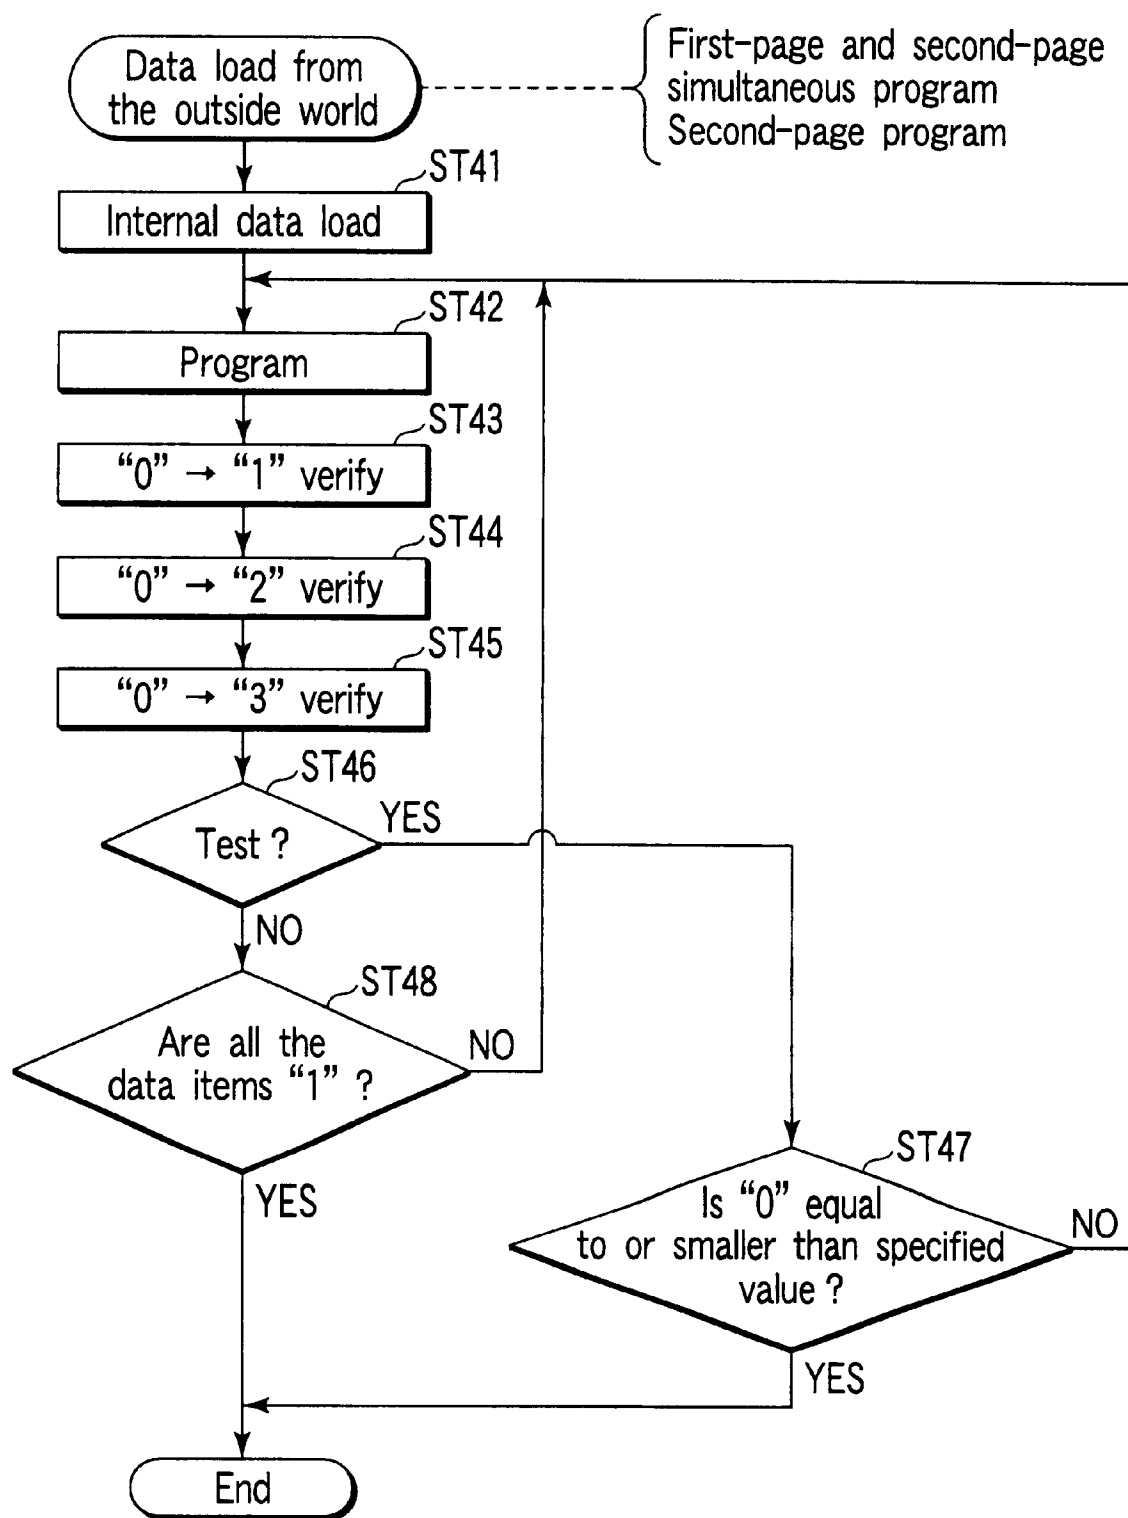 Data load from
the outside world
First-page and second-page
simultaneous program
Second-page program
ST41
Internal data load
ST42
Program
ST43
“0” → “1” verify
ST44
“0” → “2” verify
ST45
“0” → “3” verify
ST46
Test ?
YES
NO
ST48
Are all the
data items “1” ?
NO
YES
ST47
Is “0” equal
to or smaller than specified
value ?
NO
YES
End